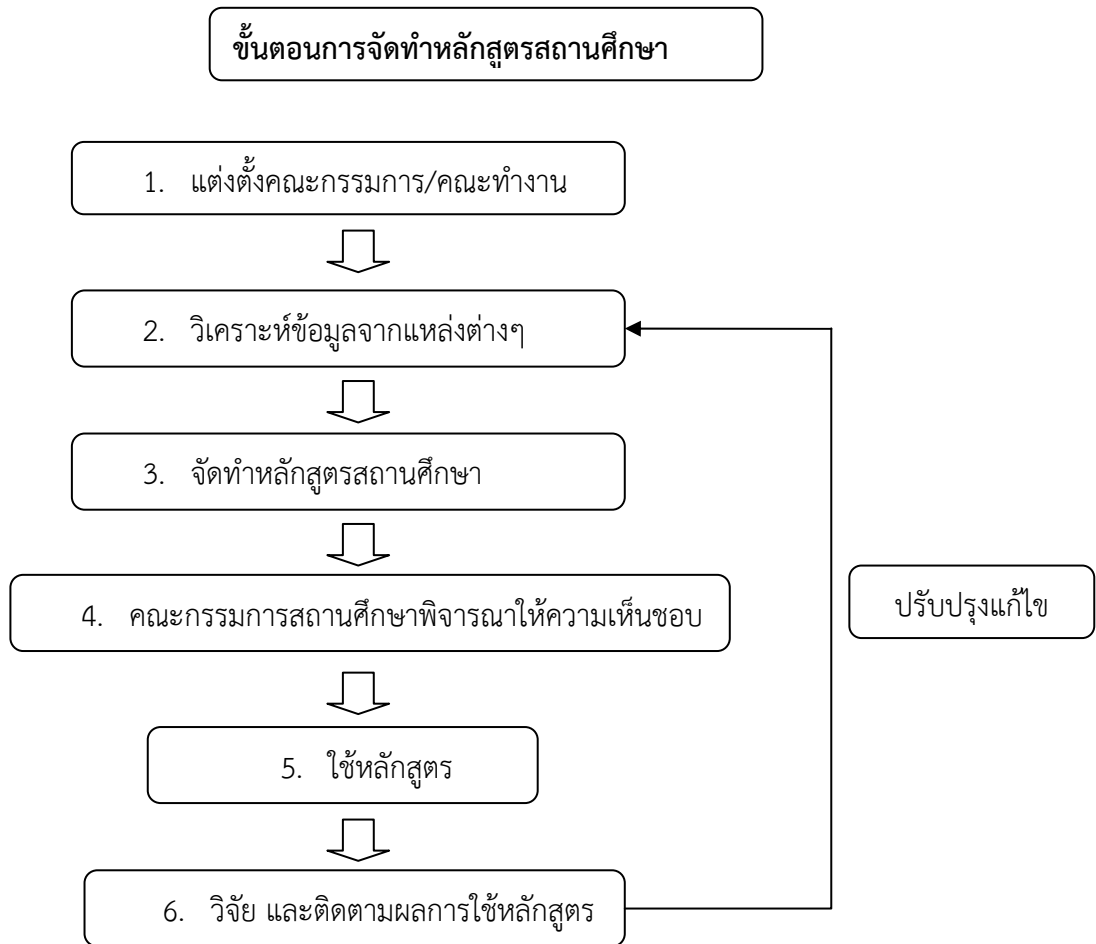 ขั้นตอนการจัดทำหลักสูตรสถานศึกษา
1. แต่งตั้งคณะกรรมการ/คณะทำงาน
2. วิเคราะห์ข้อมูลจากแหล่งต่างๆ
3. จัดทำหลักสูตรสถานศึกษา
4. คณะกรรมการสถานศึกษาพิจารณาให้ความเห็นชอบ
ปรับปรุงแก้ไข
5. ใช้หลักสูตร
6. วิจัย และติดตามผลการใช้หลักสูตร